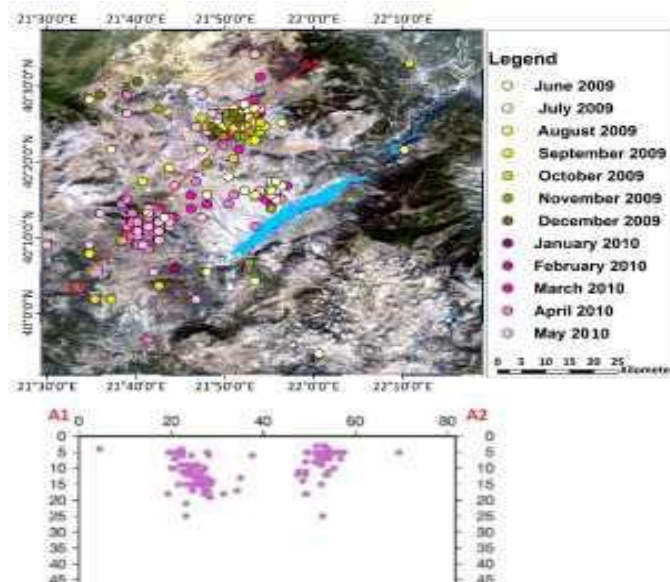 21°30'0"E 21°40'0"E 21°50'0"E 22°0'0"E 22°10'0"E
40°30'0"N
40°20'0"N
40°10'0"N
40°0'0"N
21°30'0"E 21°40'0"E 21°50'0"E 22°0'0"E 22°10'0"E
Legend
June 2009
July 2009
August 2009
September 2009
October 2009
November 2009
December 2009
January 2010
February 2010
March 2010
April 2010
May 2010
0 5 10 15 20 25
Kilometer
A1 0 20 40 60 80 A2
0 0
5 5
10 10
15 15
20 20
25 25
30 30
35 35
40 40
45 45